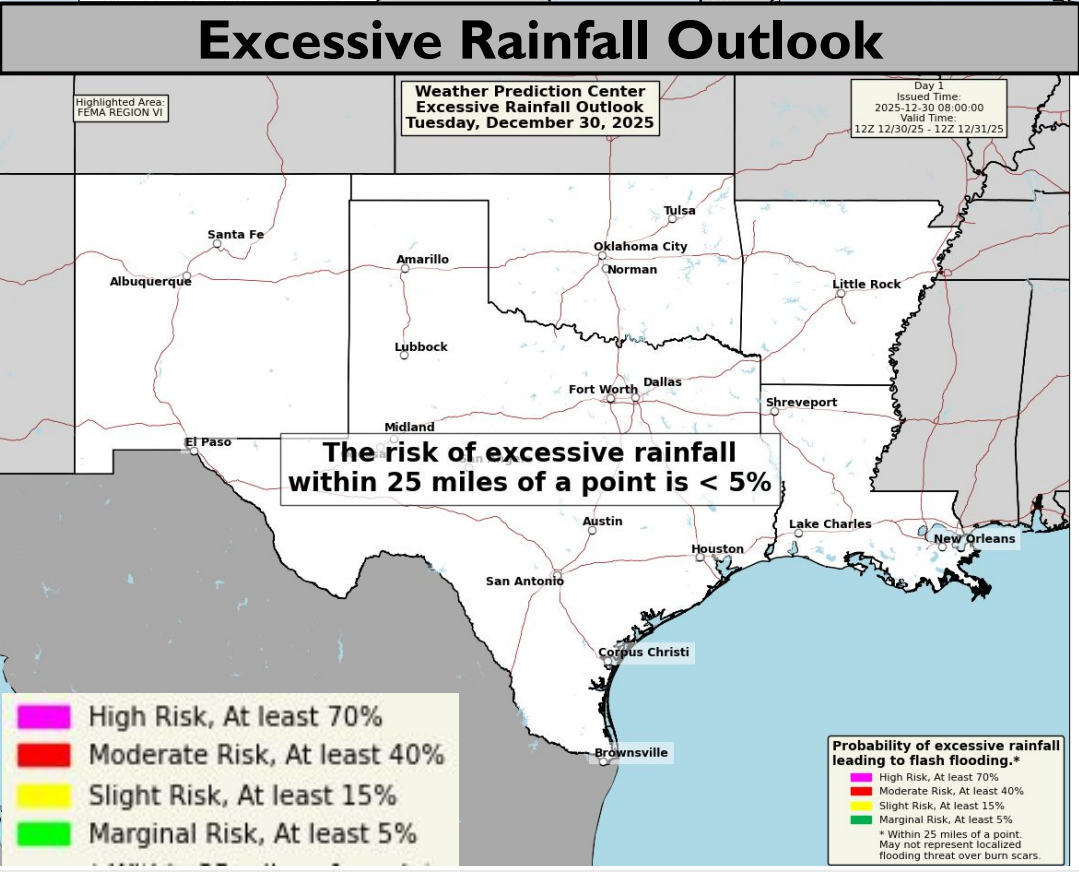 Excessive Rainfall Outlook
Highlighted Area:
FEMA REGION VI
Weather Prediction Center
Excessive Rainfall Outlook
Tuesday, December 30, 2025
Day 1
Issued Time:
2025-12-30 08:00:00
Valid Time:
12Z 12/30/25 - 12Z 12/31/25
Tulsa
Santa Fe
Oklahoma City
Amarillo
Norman
Albuquerque
Little Rock
Lubbock
Dallas
Fort Worth
Shreveport
Midland
El Paso
The risk of excessive rainfall
within 25 miles of a point is < 5%
Austin
Lake Charles
New Orleans
Houston
San Antonio
Corpus Christi
Brownsville
High Risk, At least 70%
Moderate Risk, At least 40%
Slight Risk, At least 15%
Marginal Risk, At least 5%
Probability of excessive rainfall
leading to flash flooding.*
High Risk, At least 70%
Moderate Risk, At least 40%
Slight Risk, At least 15%
Marginal Risk, At least 5%
* Within 25 miles of a point.
May not represent localized
flooding threat over burn scars.